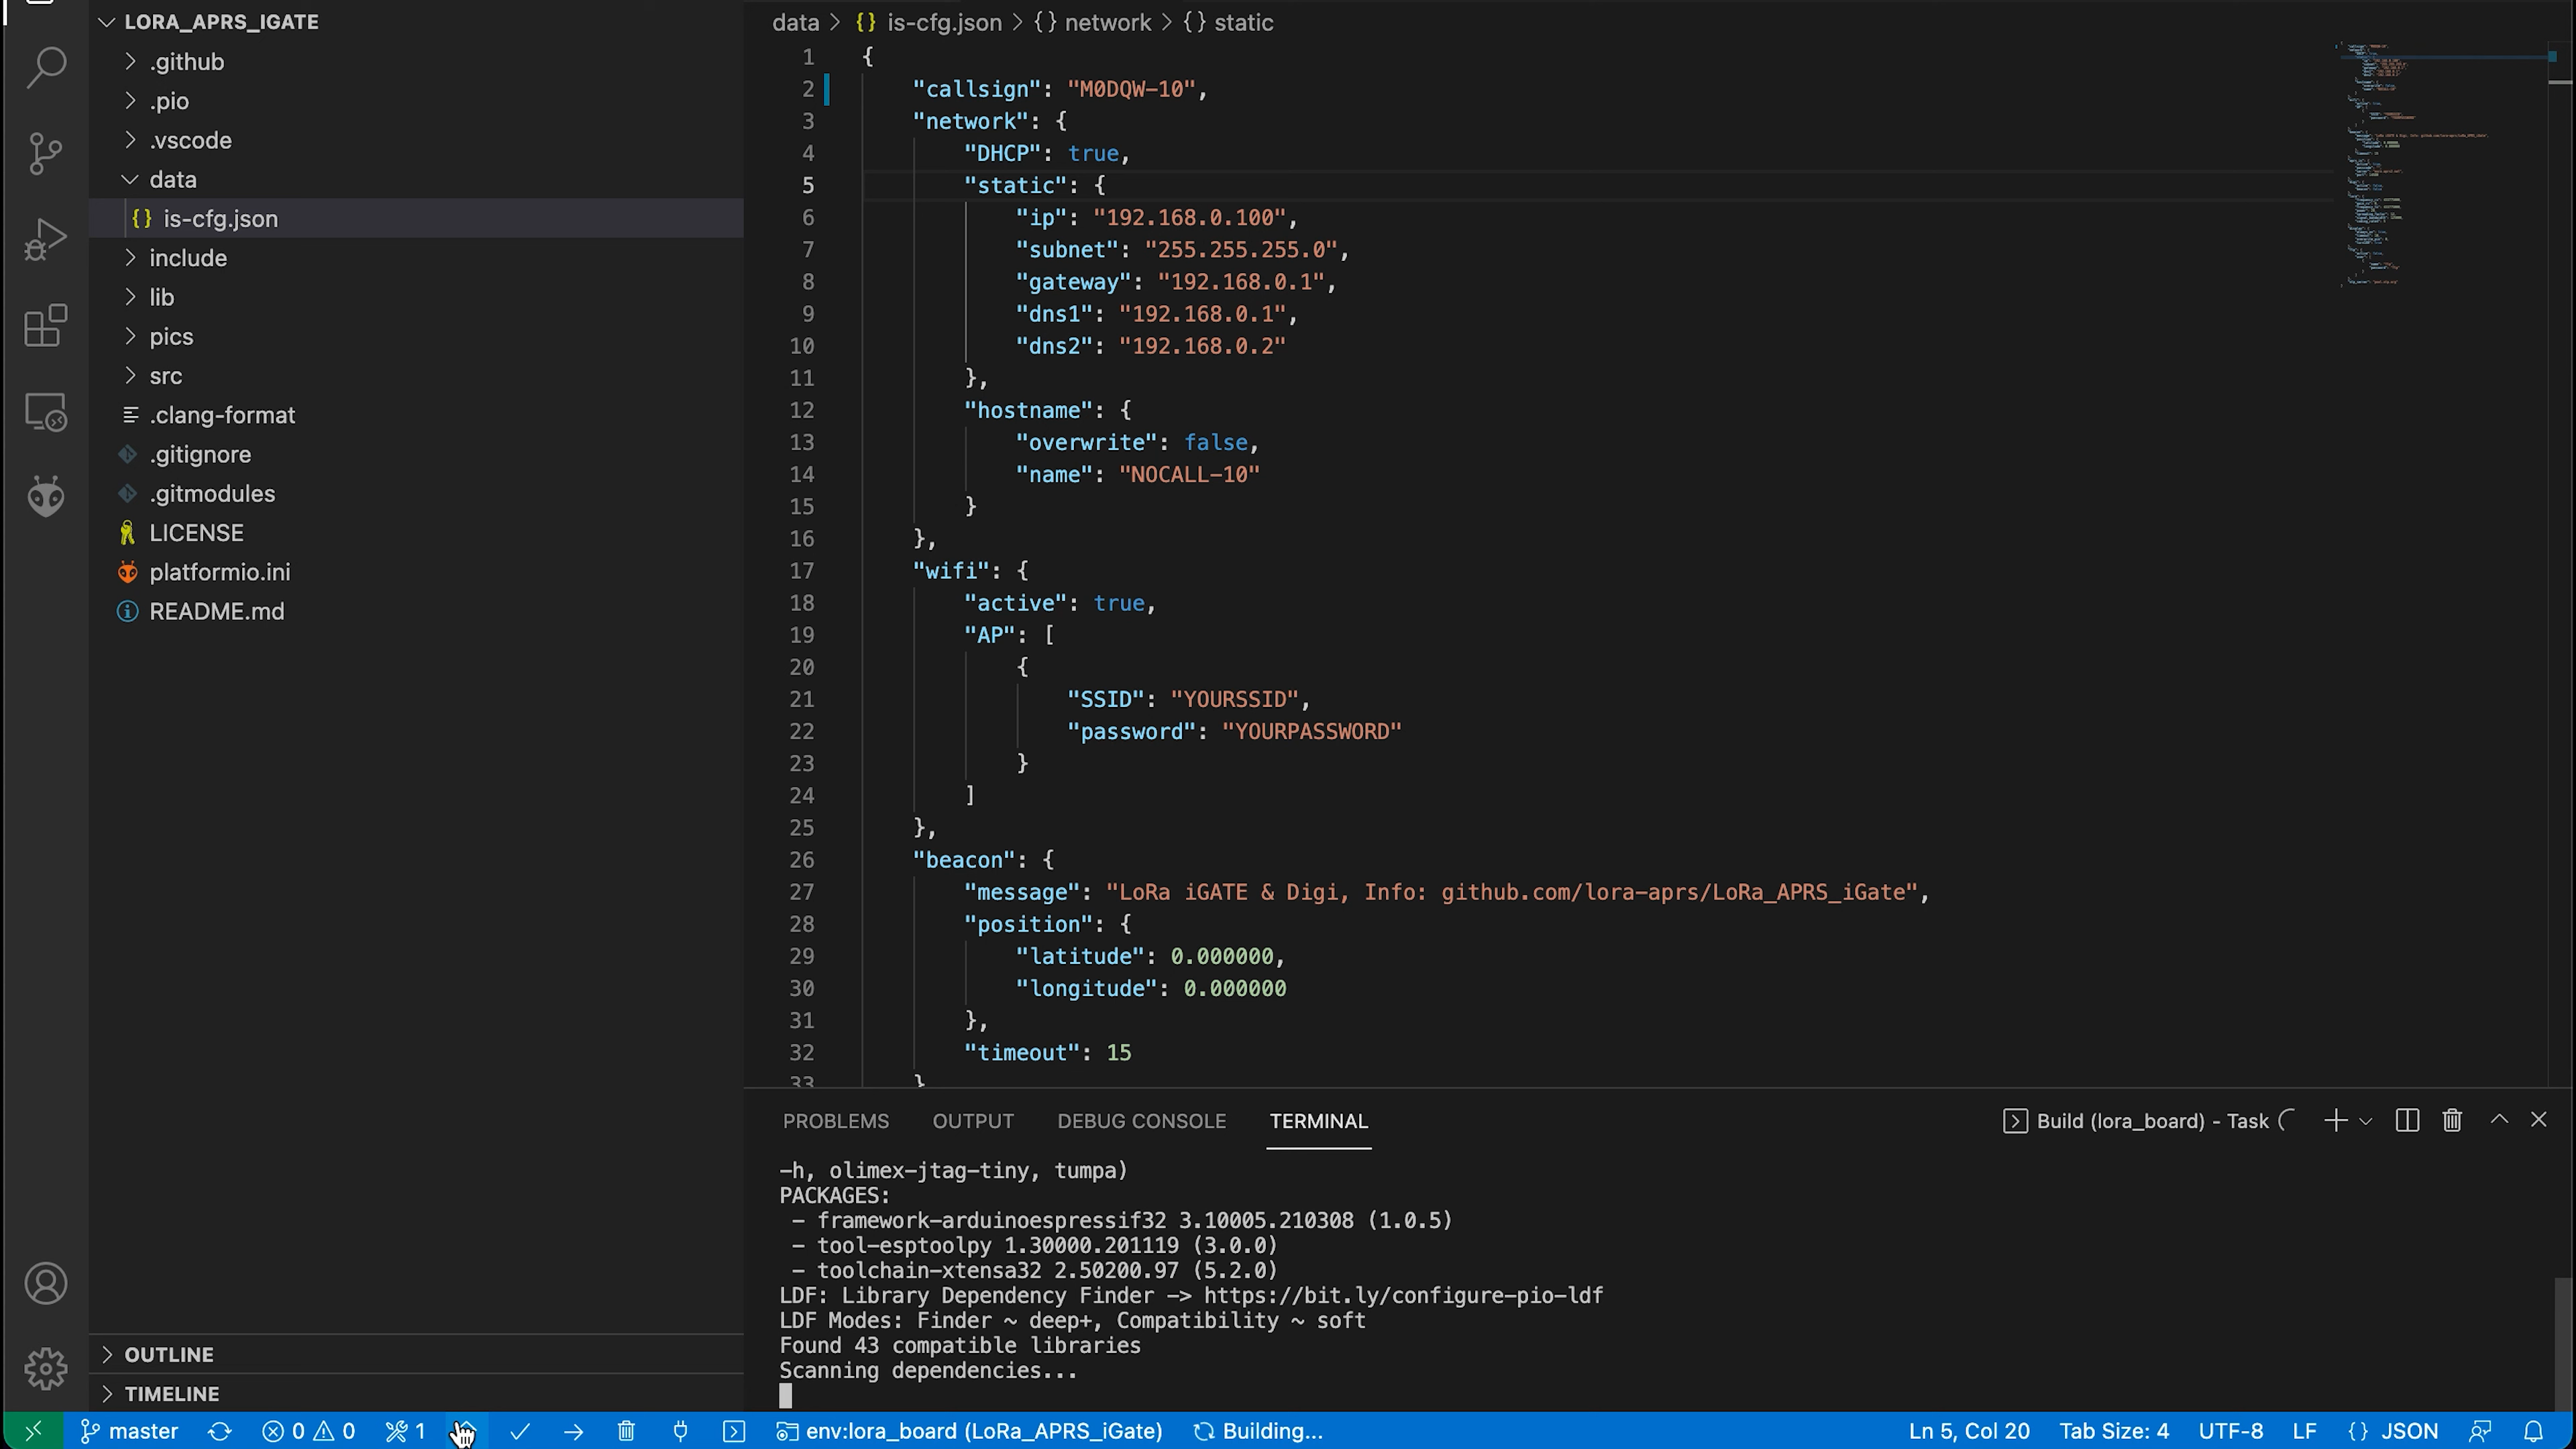 LORA_APRS_IGATE
.github
.pio
.vscode
data
{} is-cfg.json
include
lib
pics
src
.clang-format
.gitignore
.gitmodules
LICENSE
platformio.ini
README.md
OUTLINE
TIMELINE
data > {} is-cfg.json > {} network > {} static
1 {
2 "callsign": "M0DQW-10",
3 "network": {
4 "DHCP": true,
5 "static": {
6 "ip": "192.168.0.100",
7 "subnet": "255.255.255.0",
8 "gateway": "192.168.0.1",
9 "dns1": "192.168.0.1",
10 "dns2": "192.168.0.2"
11 },
12 "hostname": {
13 "overwrite": false,
14 "name": "NOCALL-10"
15 }
16 },
17 "wifi": {
18 "active": true,
19 "AP": [
20 {
21 "SSID": "YOURSSID",
22 "password": "YOURPASSWORD"
23 }
24 ]
25 },
26 "beacon": {
27 "message": "LoRa iGATE & Digi, Info: github.com/lora-aprs/LoRa_APRS_iGate",
28 "position": {
29 "latitude": 0.000000,
30 "longitude": 0.000000
31 },
32 "timeout": 15
33 }
PROBLEMS OUTPUT DEBUG CONSOLE TERMINAL Build (lora_board) - Task
-h, olimex-jtag-tiny, tumpa)
PACKAGES:
- framework-arduinoespressif32 3.10005.210308 (1.0.5)
- tool-esptoolpy 1.30000.201119 (3.0.0)
- toolchain-xtensa32 2.50200.97 (5.2.0)
LDF: Library Dependency Finder -> https://bit.ly/configure-pio-ldf
LDF Modes: Finder ~ deep+, Compatibility ~ soft
Found 43 compatible libraries
Scanning dependencies...
master 0 0 1 env:lora_board (LoRa_APRS_iGate) Building... Ln 5, Col 20 Tab Size: 4 UTF-8 LF {} JSON